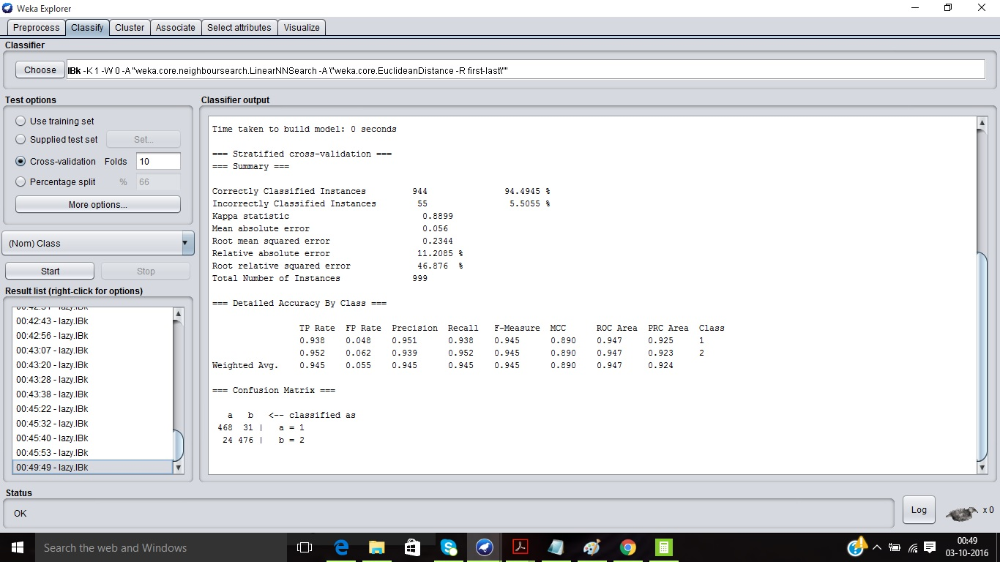 Weka Explorer
Preprocess Classify Cluster Associate Select attributes Visualize
Classifier
Choose IBk -K 1 -W 0 -A "weka.core.neighboursearch.LinearNNSearch -A \"weka.core.EuclideanDistance -R first-last\""
Test options
Use training set
Supplied test set Set...
Cross-validation Folds 10
Percentage split % 66
More options...
(Nom) Class
Start Stop
Result list (right-click for options)
00:42:43 - lazy.IBk
00:42:56 - lazy.IBk
00:43:07 - lazy.IBk
00:43:20 - lazy.IBk
00:43:28 - lazy.IBk
00:43:38 - lazy.IBk
00:45:22 - lazy.IBk
00:45:32 - lazy.IBk
00:45:40 - lazy.IBk
00:45:53 - lazy.IBk
00:49:49 - lazy.IBk
Classifier output
Time taken to build model: 0 seconds
=== Stratified cross-validation ===
=== Summary ===
Correctly Classified Instances 944 94.4945 %
Incorrectly Classified Instances 55 5.5055 %
Kappa statistic 0.8899
Mean absolute error 0.056
Root mean squared error 0.2344
Relative absolute error 11.2085 %
Root relative squared error 46.876 %
Total Number of Instances 999
=== Detailed Accuracy By Class ===
TP Rate FP Rate Precision Recall F-Measure MCC ROC Area PRC Area Class
0.938 0.048 0.951 0.938 0.945 0.890 0.947 0.925 1
0.952 0.062 0.939 0.952 0.945 0.890 0.947 0.923 2
Weighted Avg. 0.945 0.055 0.945 0.945 0.945 0.890 0.947 0.924
=== Confusion Matrix ===
a b <-- classified as
468 31 | a = 1
24 476 | b = 2
Status
OK
Log x 0
Search the web and Windows
00:49
03-10-2016